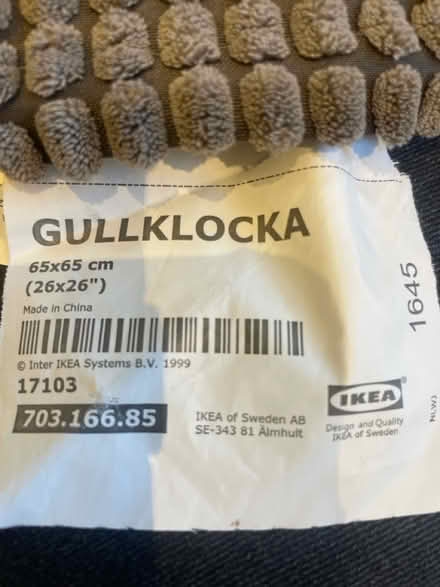 GULLKLOCKA
65x65 cm
(26x26")
Made in China
© Inter IKEA Systems B.V. 1999
17103
703.166.85
IKEA of Sweden AB
SE-343 81 Älmhult
IKEA®
Design and Quality
IKEA of Sweden
1645